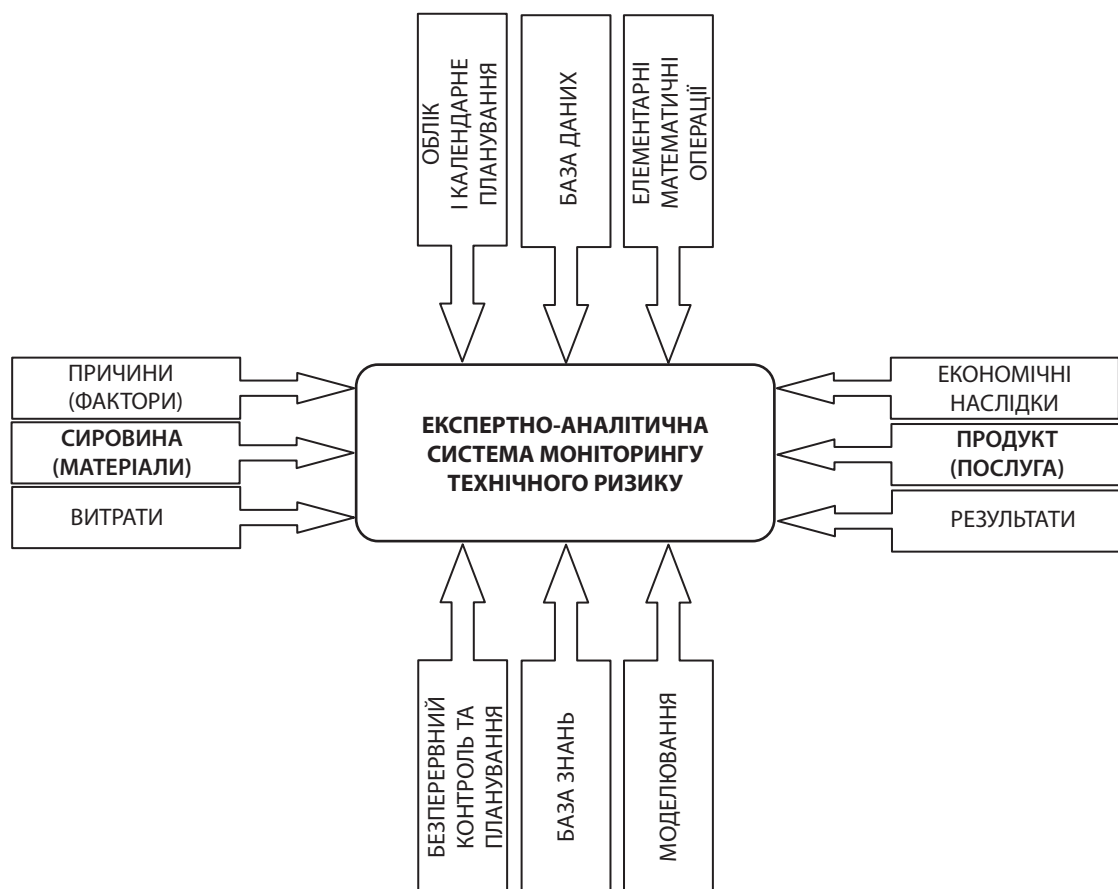 ОБЛІК
І КАЛЕНДАРНЕ
ПЛАНУВАННЯ
БАЗА ДАНИХ
ЕЛЕМЕНТАРНІ
МАТЕМАТИЧНІ
ОПЕРАЦІЇ
ПРИЧИНИ
(ФАКТОРИ)
СИРОВИНА
(МАТЕРІАЛИ)
ВИТРАТИ
ЕКСПЕРТНО-АНАЛІТИЧНА
СИСТЕМА МОНІТОРИНГУ
ТЕХНІЧНОГО РИЗИКУ
ЕКОНОМІЧНІ
НАСЛІДКИ
ПРОДУКТ
(ПОСЛУГА)
РЕЗУЛЬТАТИ
БЕЗПЕРЕРВНИЙ
КОНТРОЛЬ ТА
ПЛАНУВАННЯ
БАЗА ЗНАНЬ
МОДЕЛЮВАННЯ